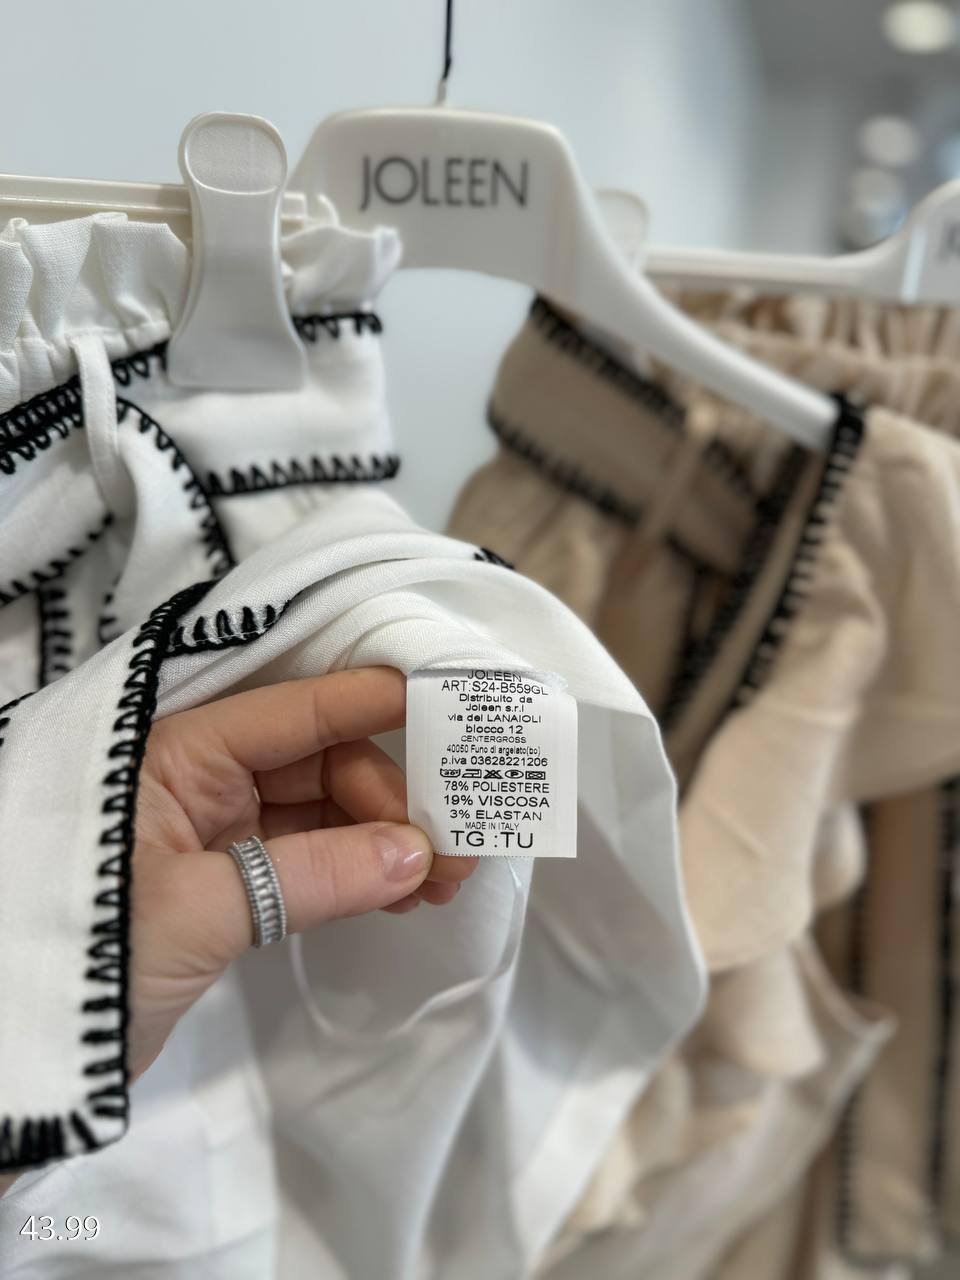 JOLEEN
JOLEEN
ART:S24-B559GL
Distribuito da
Joleen s.r.l
via dei LANAIOLI
blocco 12
CENTERGROSS
40050 Funo di argelato(bo)
p.iva 03628221206
78% POLIESTERE
19% VISCOSA
3% ELASTAN
MADE IN ITALY
TG :TU
43.99